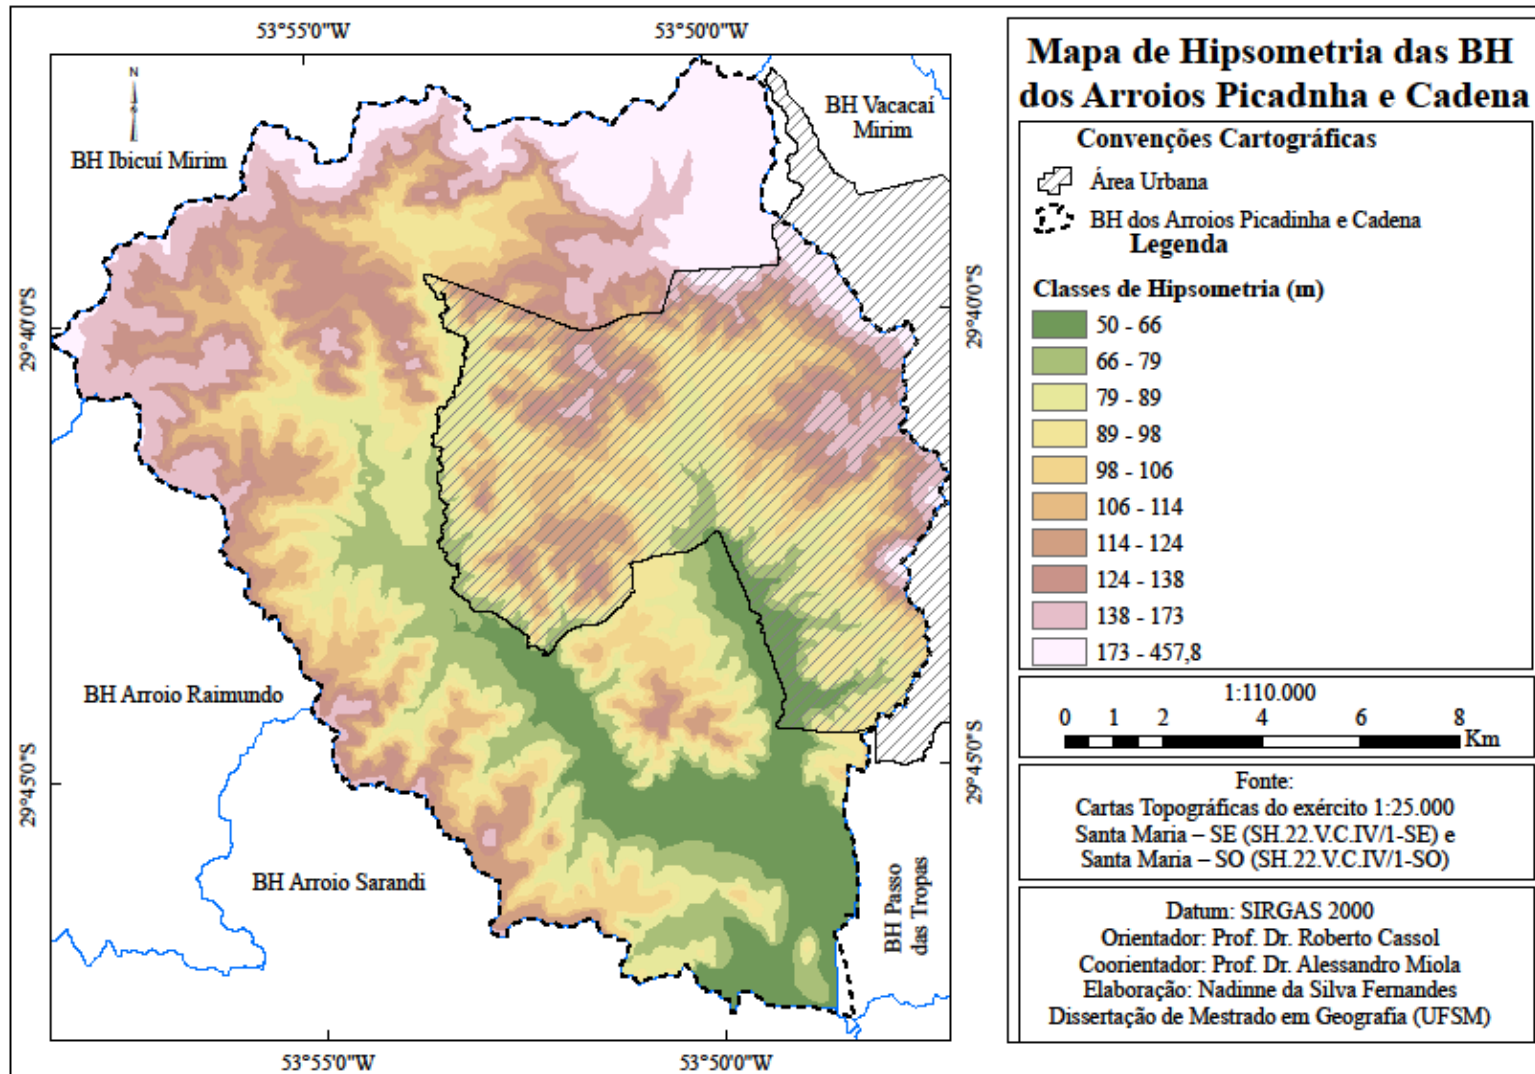 53°55'0"W
53°50'0"W
N
BH Ibicuí Mirim
BH Vacacaí
Mirim
29°40'0"S
29°40'0"S
BH Arroio Raimundo
29°45'0"S
29°45'0"S
BH Arroio Sarandi
BH Passo
das Tropas
53°55'0"W
53°50'0"W
Mapa de Hipsometria das BH
dos Arroios Picadnha e Cadena
Convenções Cartográficas
Área Urbana
BH dos Arroios Picadinha e Cadena
Legenda
Classes de Hipsometria (m)
50 - 66
66 - 79
79 - 89
89 - 98
98 - 106
106 - 114
114 - 124
124 - 138
138 - 173
173 - 457,8
1:110.000
0 1 2 4 6 8
Km
Fonte:
Cartas Topográficas do exército 1:25.000
Santa Maria – SE (SH.22.V.C.IV/1-SE) e
Santa Maria – SO (SH.22.V.C.IV/1-SO)
Datum: SIRGAS 2000
Orientador: Prof. Dr. Roberto Cassol
Coorientador: Prof. Dr. Alessandro Miola
Elaboração: Nadinne da Silva Fernandes
Dissertação de Mestrado em Geografia (UFSM)